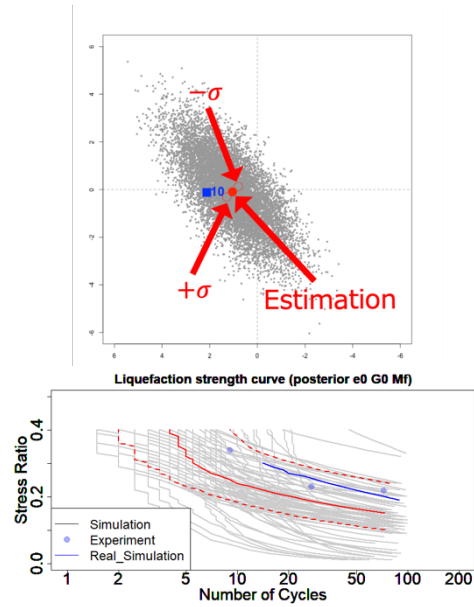 6
4
2
0
-2
-4
-6
−σ
10
+σ
Estimation
6 4 2 0 -2 -4 -6
Liquefaction strength curve (posterior e0 G0 Mf)
Stress Ratio
0.4
0.2
0.0
Simulation
Experiment
Real_Simulation
1 2 5 10 20 50 100 200
Number of Cycles